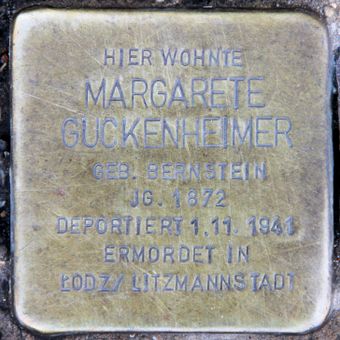 HIER WOHNTE
MARGARETE
GUCKENHEIMER
GEB. BERNSTEIN
JG. 1872
DEPORTIERT 1.11. 1941
ERMORDET IN
ŁODZ/LITZMANNSTADT